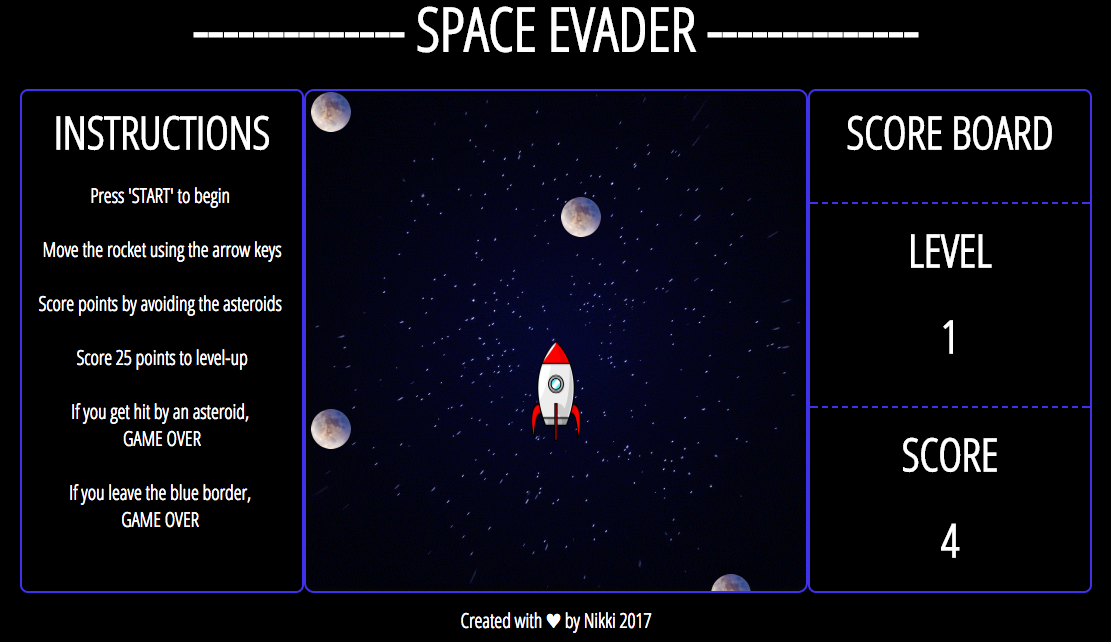 -------------- SPACE EVADER --------------
INSTRUCTIONS
Press 'START' to begin
Move the rocket using the arrow keys
Score points by avoiding the asteroids
Score 25 points to level-up
If you get hit by an asteroid,
GAME OVER
If you leave the blue border,
GAME OVER
SCORE BOARD
LEVEL
1
SCORE
4
Created with ♥ by Nikki 2017